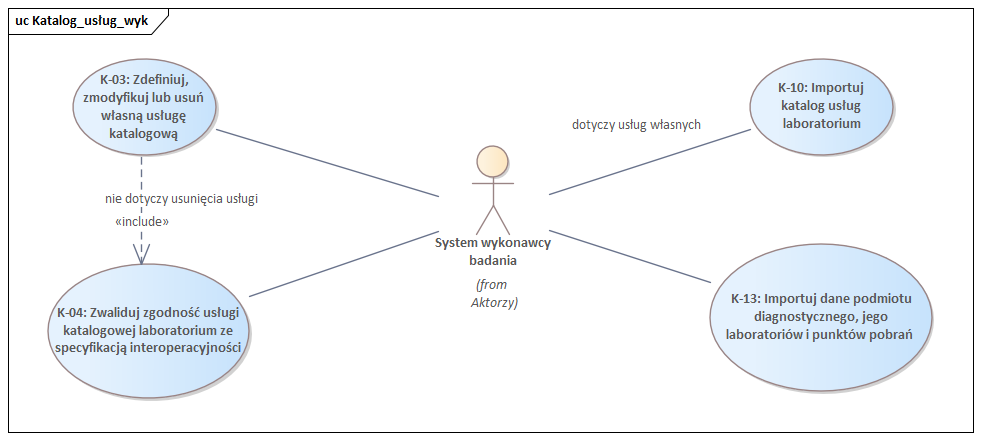 uc Katalog_usług_wyk
K-03: Zdefiniuj,
zmodyfikuj lub usuń
własną usługę
katalogową
K-10: Importuj
katalog usług
laboratorium
dotyczy usług własnych
nie dotyczy usunięcia usługi
«include»
System wykonawcy
badania
(from
Aktorzy)
K-04: Zwaliduj zgodność usługi
katalogowej laboratorium ze
specyfikacją interoperacyjności
K-13: Importuj dane podmiotu
diagnostycznego, jego
laboratoriów i punktów pobrań